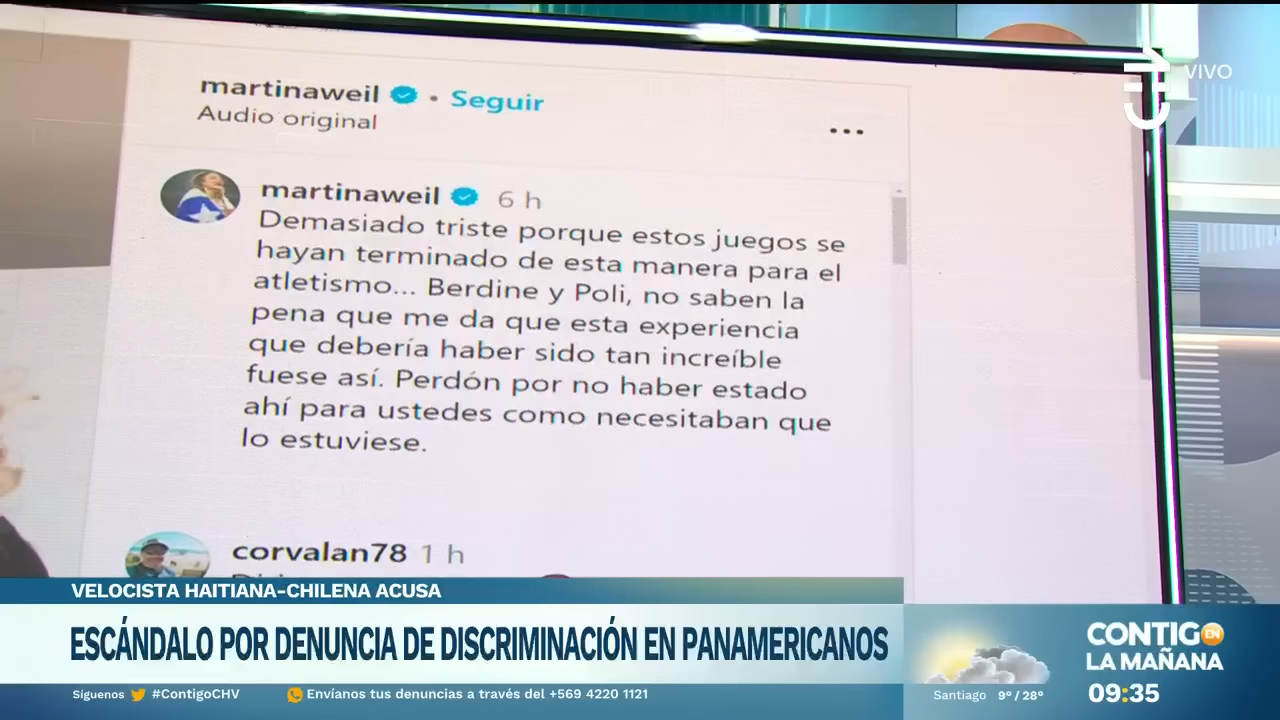 martinaweil • Seguir
Audio original
...
VIVO
martinaweil 6 h
Demasiado triste porque estos juegos se
hayan terminado de esta manera para el
atletismo... Berdine y Poli, no saben la
pena que me da que esta experiencia
que debería haber sido tan increíble
fuese así. Perdón por no haber estado
ahí para ustedes como necesitaban que
lo estuviese.
corvalan78 1 h
VELOCISTA HAITIANA-CHILENA ACUSA
ESCÁNDALO POR DENUNCIA DE DISCRIMINACIÓN EN PANAMERICANOS
Síguenos #ContigoCHV Envíanos tus denuncias a través del +569 4220 1121
Santiago 9°/28°
CONTIGO EN
LA MAÑANA
09:35